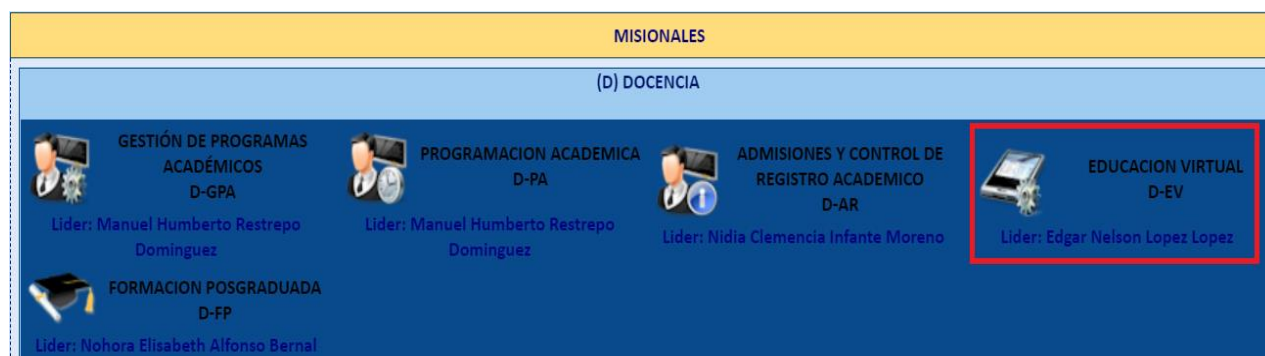 MISIONALES
(D) DOCENCIA
GESTIÓN DE PROGRAMAS
ACADÉMICOS
D-GPA
Lider: Manuel Humberto Restrepo
Dominguez
PROGRAMACION ACADEMICA
D-PA
Lider: Manuel Humberto Restrepo
Dominguez
ADMISIONES Y CONTROL DE
REGISTRO ACADEMICO
D-AR
Lider: Nidia Clemencia Infante Moreno
EDUCACION VIRTUAL
D-EV
Lider: Edgar Nelson Lopez Lopez
FORMACION POSGRADUADA
D-FP
Lider: Nohora Elisabeth Alfonso Bernal